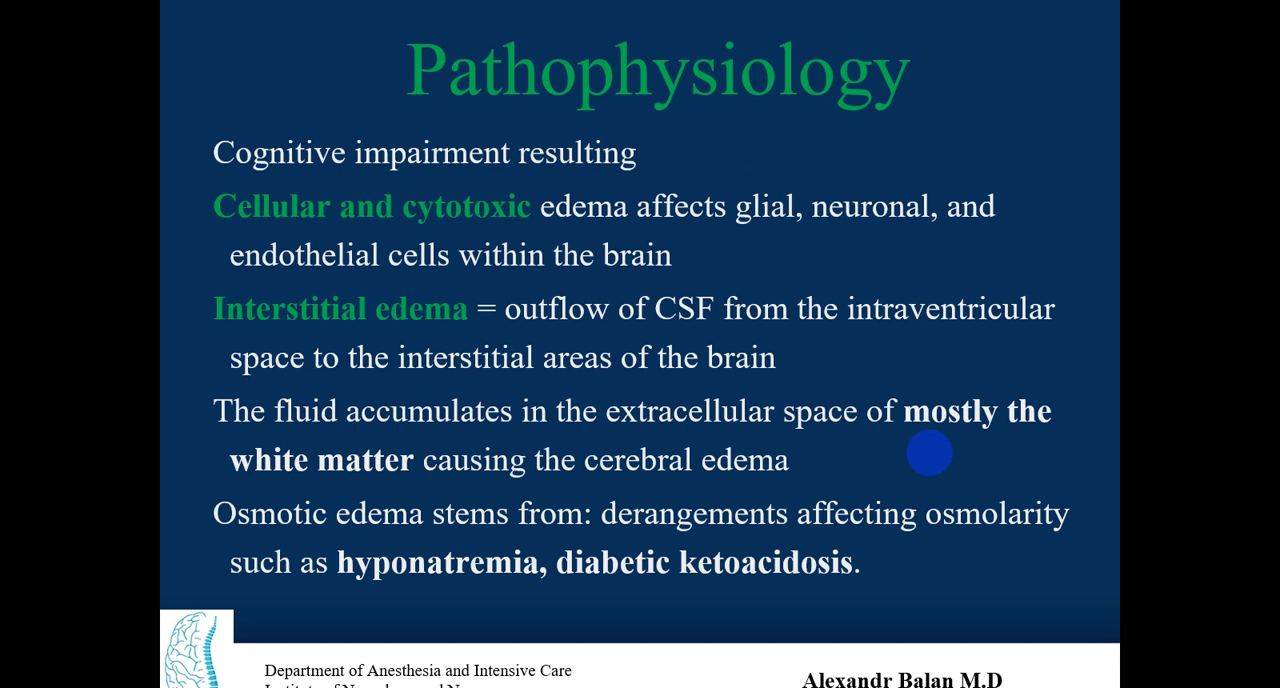 Pathophysiology
Cognitive impairment resulting
Cellular and cytotoxic edema affects glial, neuronal, and
endothelial cells within the brain
Interstitial edema = outflow of CSF from the intraventricular
space to the interstitial areas of the brain
The fluid accumulates in the extracellular space of mostly the
white matter causing the cerebral edema
Osmotic edema stems from: derangements affecting osmolarity
such as hyponatremia, diabetic ketoacidosis.
Department of Anesthesia and Intensive Care
Alexandr Balan M.D